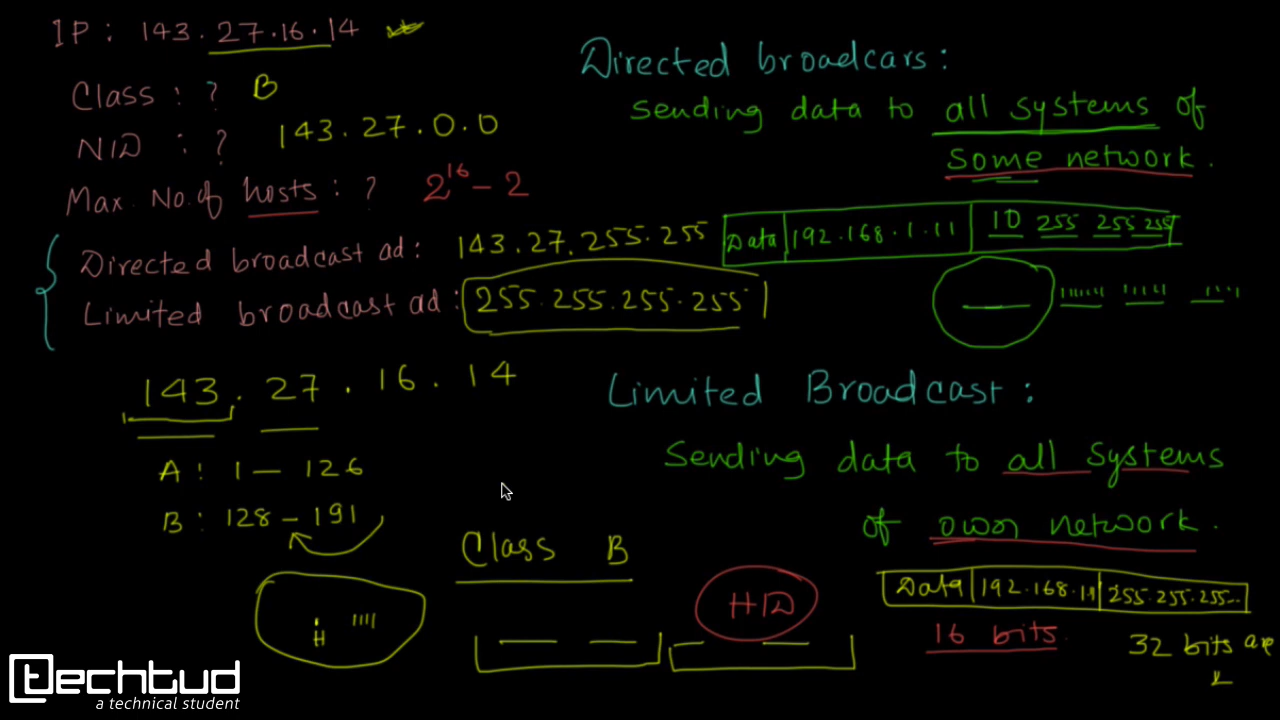 IP : 143.27.16.14
Class : ? B
NID : ? 143.27.0.0
Max. No. of hosts : ? 2^16 - 2
Directed broadcast ad : 143.27.255.255
Limited broadcast ad : 255.255.255.255
143 . 27 . 16 . 14
A : 1 — 126
B : 128 – 191
H
Class B
HID
Directed broadcars :
Sending data to all systems of
some network .
Data 192.168.1.11 10 255 255 255
Limited Broadcast :
Sending data to all systems
of own network .
Data 192.168.1.1 255.255.255...
16 bits .
32 bits are
techtud
a technical student